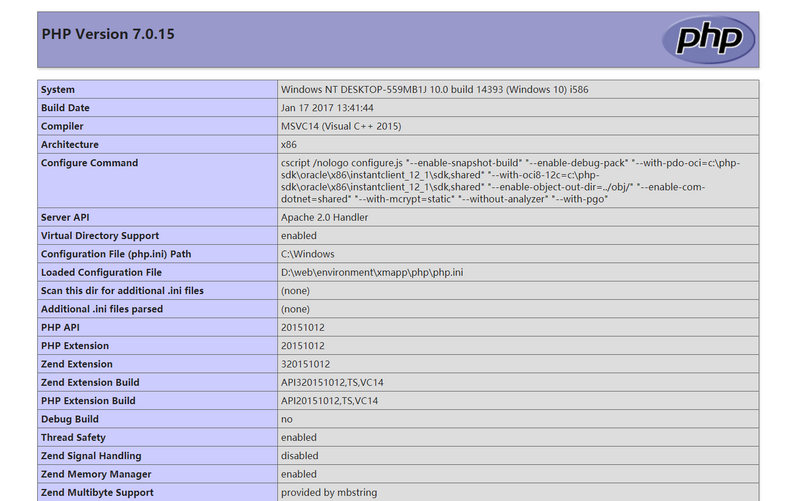 PHP Version 7.0.15
php
System Windows NT DESKTOP-559MB1J 10.0 build 14393 (Windows 10) i586
Build Date Jan 17 2017 13:41:44
Compiler MSVC14 (Visual C++ 2015)
Architecture x86
Configure Command cscript /nologo configure.js "--enable-snapshot-build" "--enable-debug-pack" "--with-pdo-oci=c:\php-
sdk\oracle\x86\instantclient_12_1\sdk,shared" "--with-oci8-12c=c:\php-
sdk\oracle\x86\instantclient_12_1\sdk,shared" "--enable-object-out-dir=../obj/" "--enable-com-
dotnet=shared" "--with-mcrypt=static" "--without-analyzer" "--with-pgo"
Server API Apache 2.0 Handler
Virtual Directory Support enabled
Configuration File (php.ini) Path C:\Windows
Loaded Configuration File D:\web\environment\xmapp\php\php.ini
Scan this dir for additional .ini files (none)
Additional .ini files parsed (none)
PHP API 20151012
PHP Extension 20151012
Zend Extension 320151012
Zend Extension Build API320151012,TS,VC14
PHP Extension Build API20151012,TS,VC14
Debug Build no
Thread Safety enabled
Zend Signal Handling disabled
Zend Memory Manager enabled
Zend Multibyte Support provided by mbstring